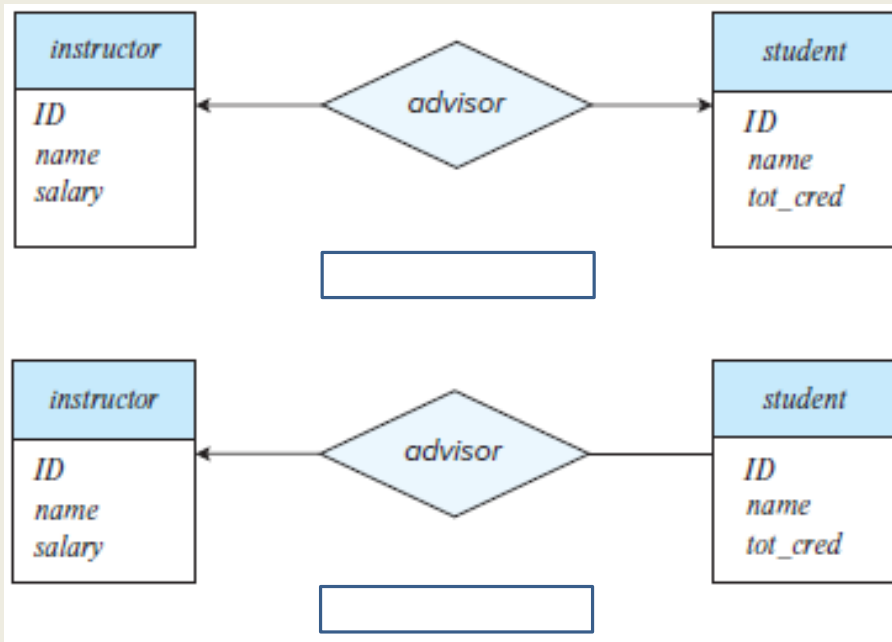 instructor
ID
name
salary
advisor
student
ID
name
tot_cred
instructor
ID
name
salary
advisor
student
ID
name
tot_cred